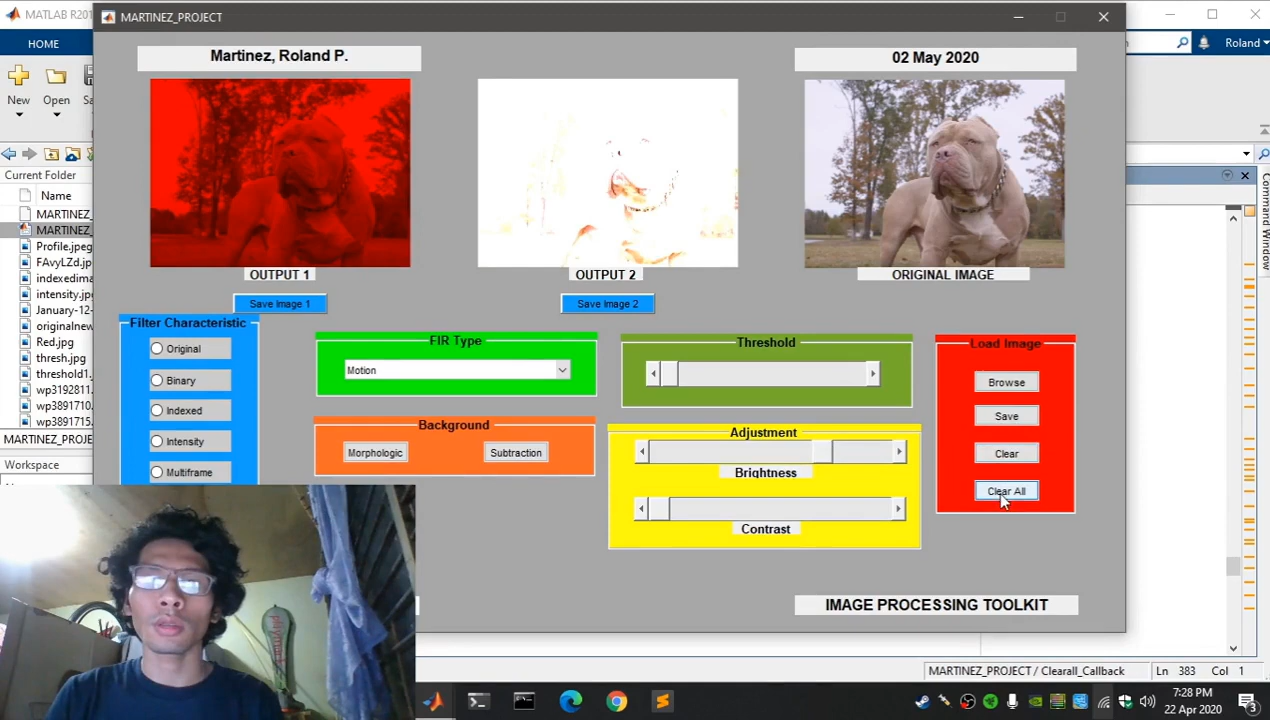 MATLAB R201
MARTINEZ_PROJECT
HOME
Roland
New
Open
Sa
Martinez, Roland P.
02 May 2020
Current Folder
Name
MARTINEZ_
MARTINEZ_
Profile.jpeg
FAvyLZd.jp
indexedima
intensity.jp
January-12-
originalnew
Red.jpg
thresh.jpg
threshold1.
wp3192811.
wp3891710.
wp3891715.
MARTINEZ_PROJE
Workspace
Command Window
OUTPUT 1
OUTPUT 2
ORIGINAL IMAGE
Save Image 1
Save Image 2
Filter Characteristic
Original
Binary
Indexed
Intensity
Multiframe
FIR Type
Motion
Background
Morphologic
Subtraction
Threshold
Adjustment
Brightness
Contrast
Load Image
Browse
Save
Clear
Clear All
IMAGE PROCESSING TOOLKIT
MARTINEZ_PROJECT / Clearall_Callback
Ln 383 Col 1
7:28 PM
22 Apr 2020
3